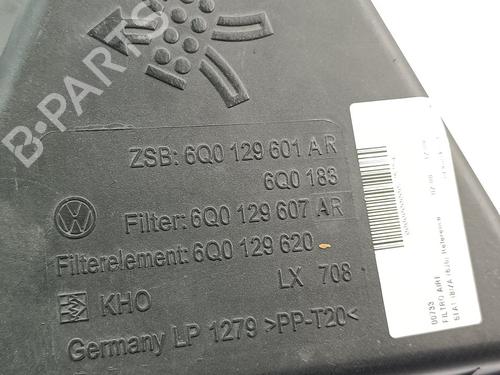 B-PARTS
ZSB: 6Q0 129 601 A R
6Q0 183
Filter: 6Q0 129 607 AR
Filterelement: 6Q0 129 620
LX 708
KHO
Germany LP 1279 >PP-T20<
00733
FILTRO AIRE